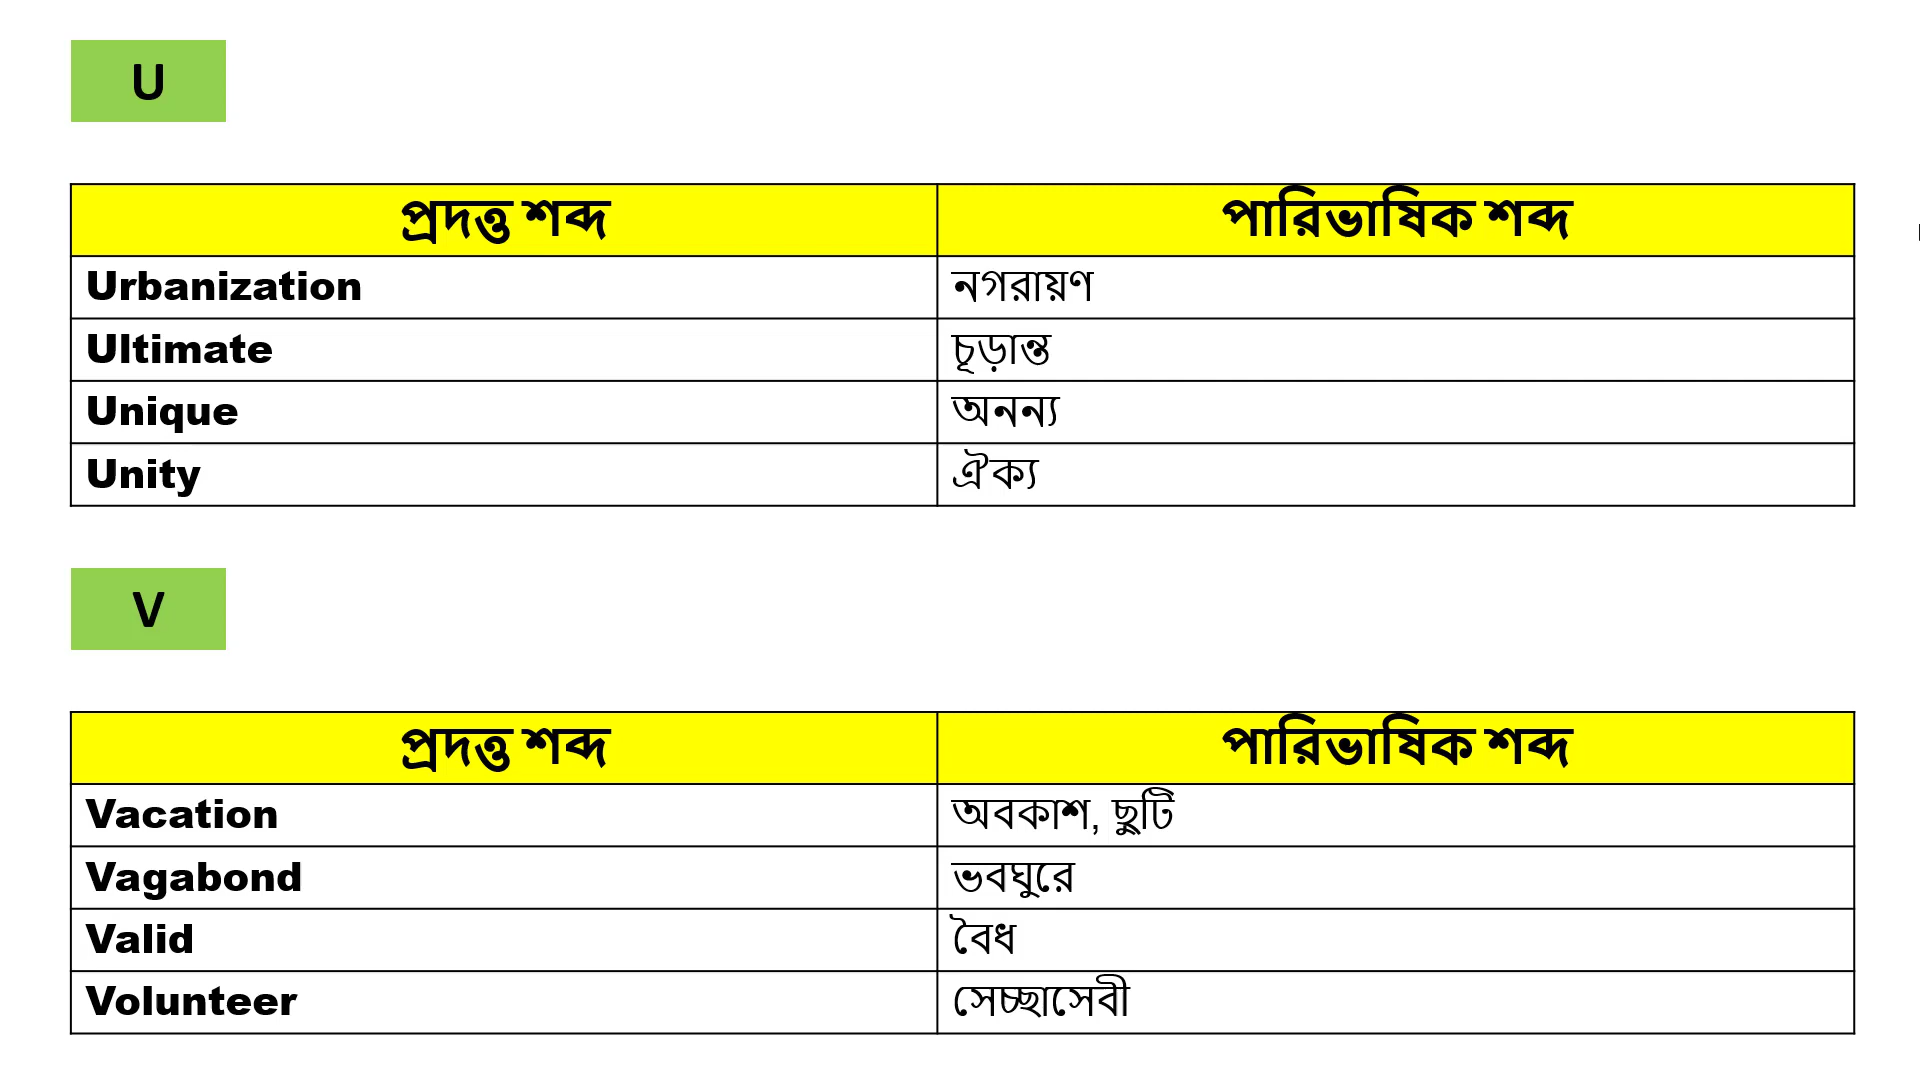 U
প্রদত্ত শব্দ পারিভাষিক শব্দ
Urbanization নগরায়ণ
Ultimate চূড়ান্ত
Unique অনন্য
Unity ঐক্য
V
প্রদত্ত শব্দ পারিভাষিক শব্দ
Vacation অবকাশ, ছুটি
Vagabond ভবঘুরে
Valid বৈধ
Volunteer সেচ্ছাসেবী